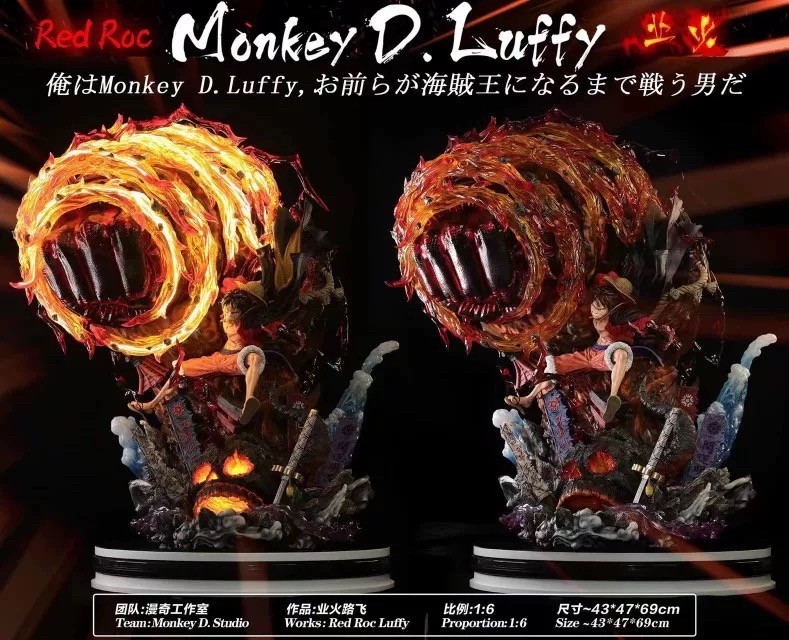 Red Roc Monkey D. Luffy 业火
俺はMonkey D.Luffy,お前らが海賊王になるまで戦う男だ
团队:漫奇工作室 作品:业火路飞 比例:1:6 尺寸~43*47*69cm
Team:Monkey D. Studio Works: Red Roc Luffy Proportion:1:6 Size ~43*47*69cm